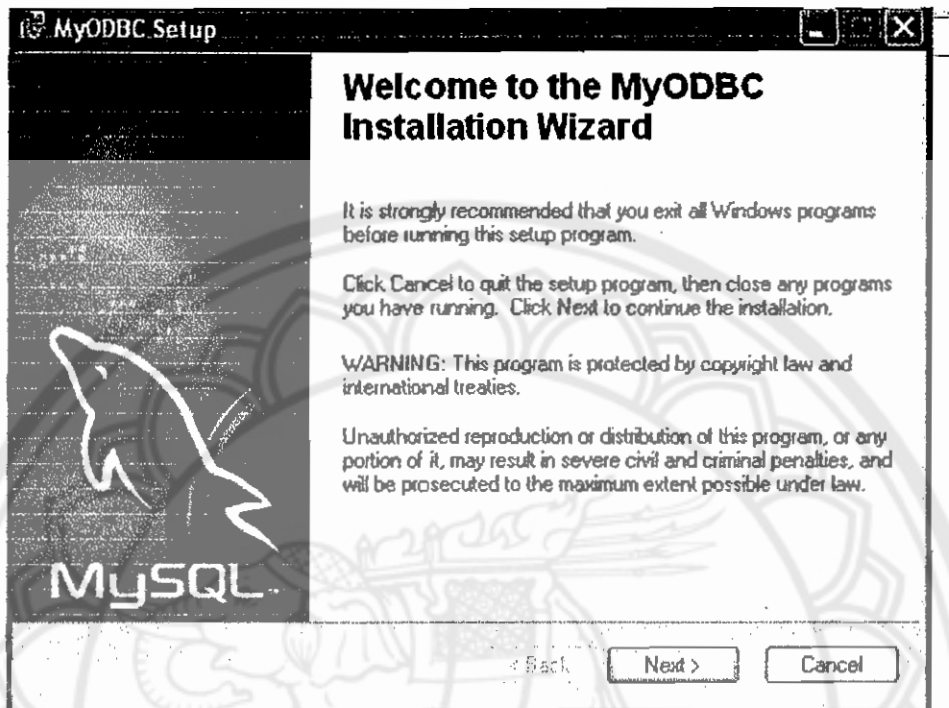 MyODBC Setup
Welcome to the MyODBC
Installation Wizard
It is strongly recommended that you exit all Windows programs
before running this setup program.
Click Cancel to quit the setup program, then close any programs
you have running. Click Next to continue the installation.
WARNING: This program is protected by copyright law and
international treaties.
Unauthorized reproduction or distribution of this program, or any
portion of it, may result in severe civil and criminal penalties, and
will be prosecuted to the maximum extent possible under law.
MySQL
< Back
Next >
Cancel